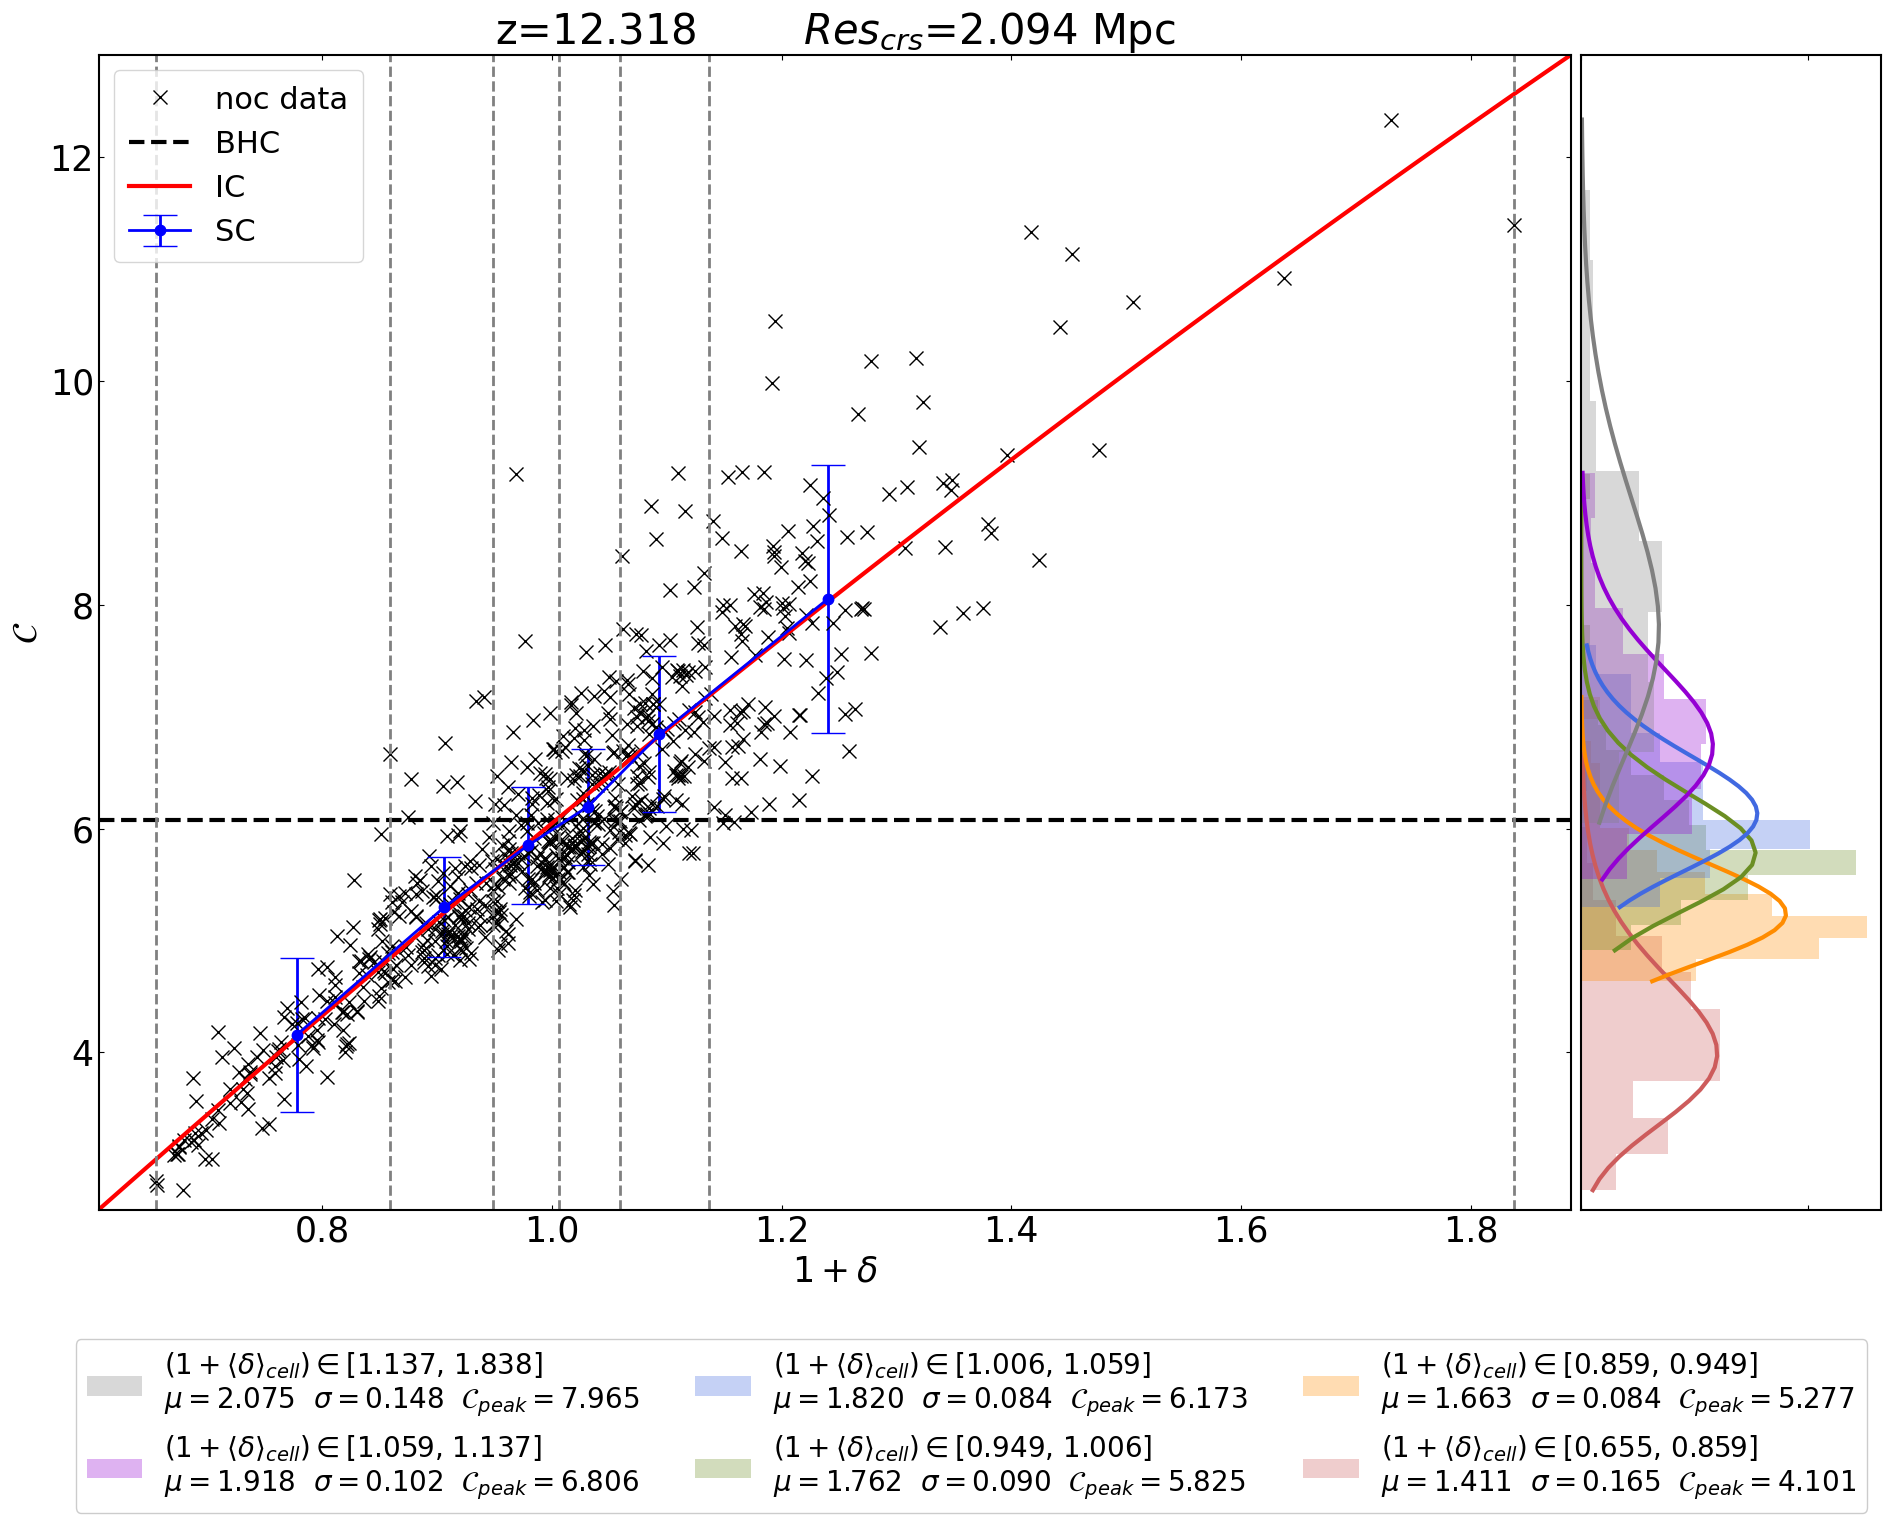 z=12.318 Res_crs=2.094 Mpc
noc data
BHC
IC
SC
12
10
8
6
4
𝒞
0.8 1.0 1.2 1.4 1.6 1.8
1 + δ
(1 + ⟨δ⟩_cell) ∈ [1.137, 1.838]
μ = 2.075 σ = 0.148 𝒞_peak = 7.965
(1 + ⟨δ⟩_cell) ∈ [1.059, 1.137]
μ = 1.918 σ = 0.102 𝒞_peak = 6.806
(1 + ⟨δ⟩_cell) ∈ [1.006, 1.059]
μ = 1.820 σ = 0.084 𝒞_peak = 6.173
(1 + ⟨δ⟩_cell) ∈ [0.949, 1.006]
μ = 1.762 σ = 0.090 𝒞_peak = 5.825
(1 + ⟨δ⟩_cell) ∈ [0.859, 0.949]
μ = 1.663 σ = 0.084 𝒞_peak = 5.277
(1 + ⟨δ⟩_cell) ∈ [0.655, 0.859]
μ = 1.411 σ = 0.165 𝒞_peak = 4.101